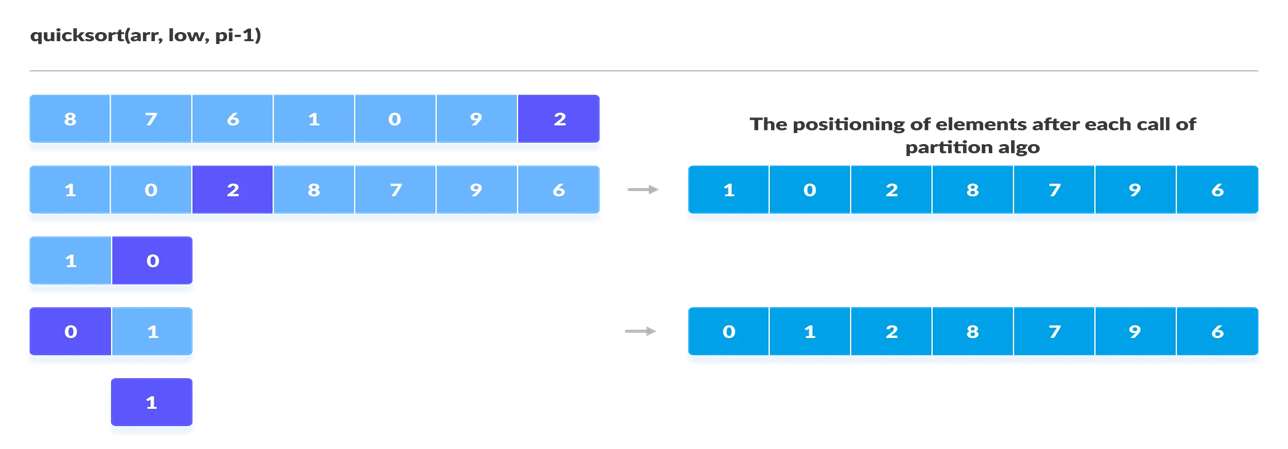 quicksort(arr, low, pi-1)
8 7 6 1 0 9 2
The positioning of elements after each call of
partition algo
1 0 2 8 7 9 6
1 0 2 8 7 9 6
1 0
0 1
0 1 2 8 7 9 6
1